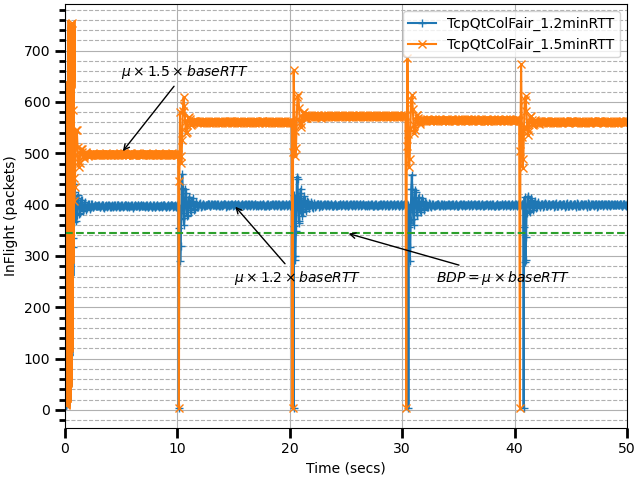 TcpQtColFair_1.2minRTT
TcpQtColFair_1.5minRTT
μ × 1.5 × baseRTT
μ × 1.2 × baseRTT
BDP = μ × baseRTT
InFlight (packets)
700
600
500
400
300
200
100
0
0 10 20 30 40 50
Time (secs)